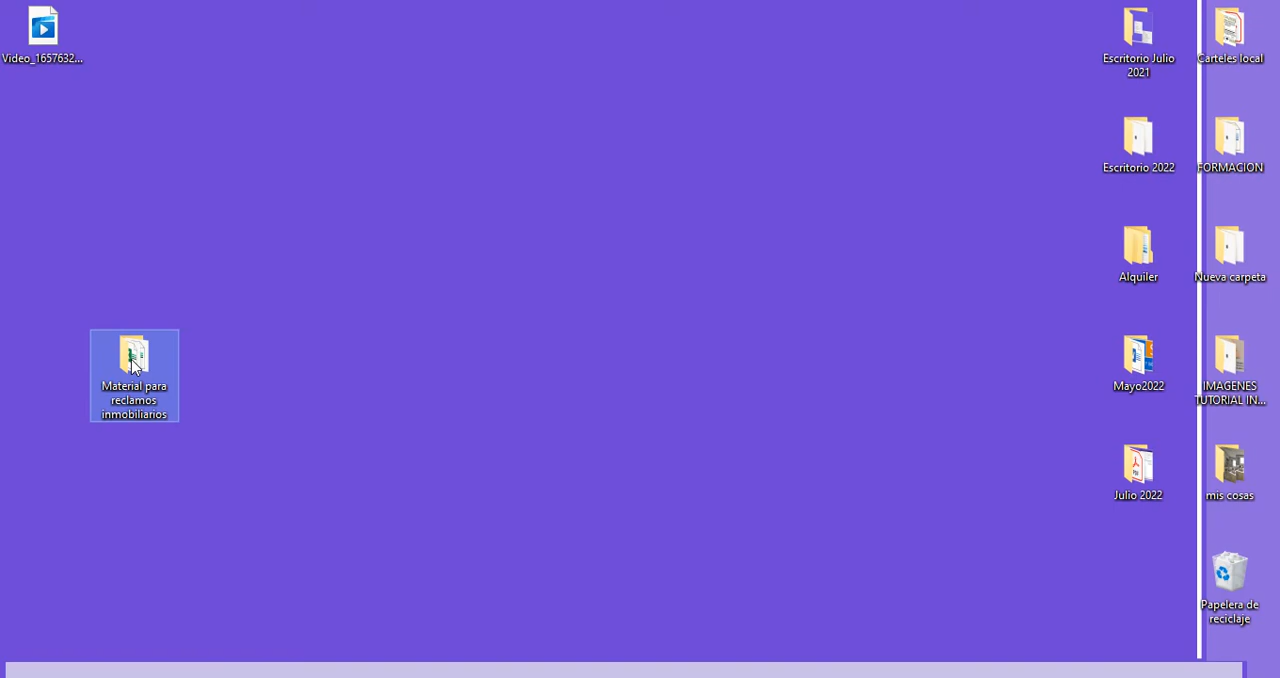 Video_1657632...
Escritorio Julio
2021
Carteles local
Escritorio 2022
FORMACION
Alquiler
Nueva carpeta
Material para
reclamos
inmobiliarios
Mayo2022
IMAGENES
TUTORIAL IN...
Julio 2022
mis cosas
Papelera de
reciclaje